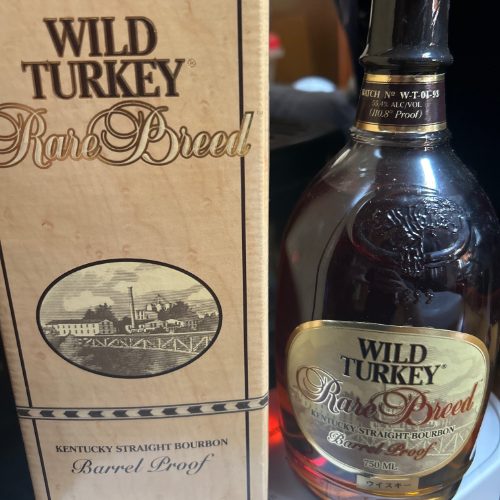 WILD
TURKEY®
Rare Breed
KENTUCKY STRAIGHT BOURBON
Barrel Proof
BATCH Nº W-T-01-95
55.4% ALC/VOL
(110.8° Proof)
WILD
TURKEY®
Rare Breed
KENTUCKY STRAIGHT BOURBON
Barrel Proof
750 ML
ウイスキー